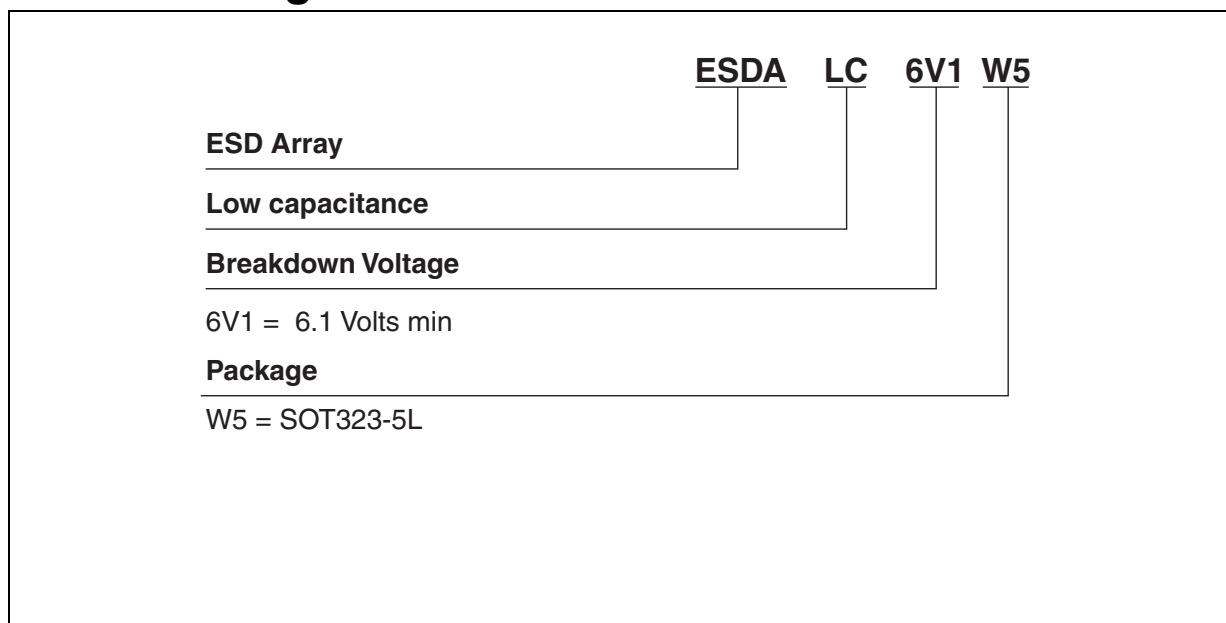 ESDA LC 6V1 W5
ESD Array
Low capacitance
Breakdown Voltage
6V1 = 6.1 Volts min
Package
W5 = SOT323-5L